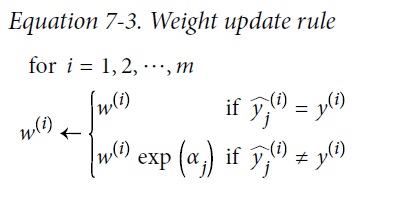 Equation 7-3. Weight update rule
for i = 1, 2, ⋯, m
w^(i) ← { w^(i) if ŷ_j^(i) = y^(i)
w^(i) exp (α_j) if ŷ_j^(i) ≠ y^(i)